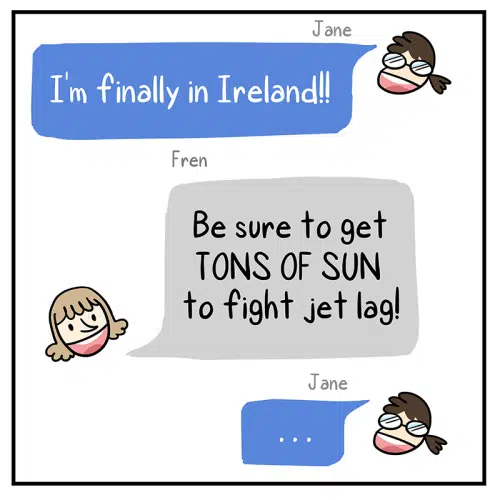 Jane
I'm finally in Ireland!!
Fren
Be sure to get
TONS OF SUN
to fight jet lag!
Jane
...